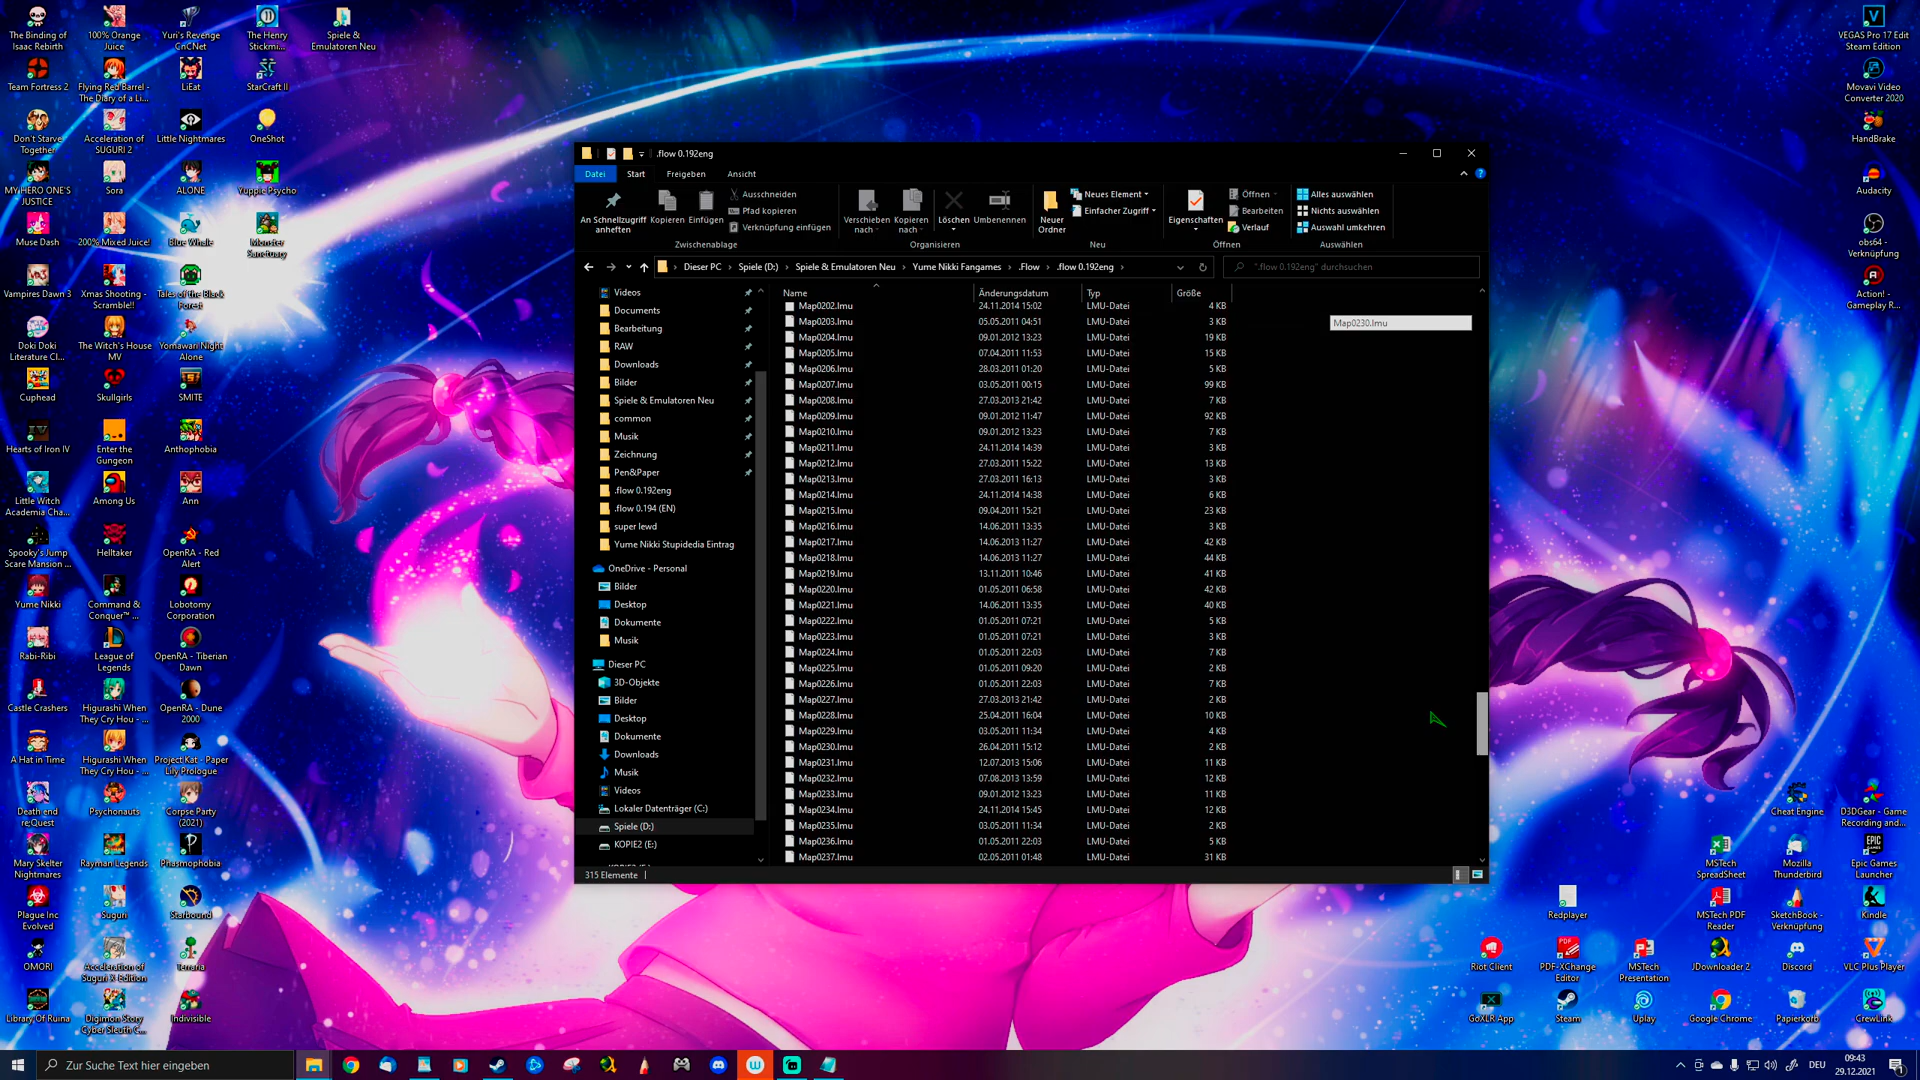 The Binding of
Isaac Rebirth
100% Orange
Juice
Yuri's Revenge
CnCNet
The Henry
Stickmi...
Spiele &
Emulatoren Neu
Team Fortress 2
Flying Red Barrel -
The Diary of a Li...
LiEat
StarCraft II
Don't Starve
Together
Acceleration of
SUGURI 2
Little Nightmares
OneShot
MY HERO ONE'S
JUSTICE
Sora
ALONE
Yuppie Psycho
Muse Dash
200% Mixed Juice!
Blue Whale
Monster
Sanctuary
Vampires Dawn 3
Xmas Shooting -
Scramble!!
Tales of the Black
Forest
Doki Doki
Literature Cl...
The Witch's House
MV
Yomawari Night
Alone
Cuphead
Skullgirls
SMITE
Hearts of Iron IV
Enter the
Gungeon
Anthophobia
Little Witch
Academia Cha...
Among Us
Ann
Spooky's Jump
Scare Mansion ...
Helltaker
OpenRA - Red
Alert
Yume Nikki
Command &
Conquer™ ...
Lobotomy
Corporation
Rabi-Ribi
League of
Legends
OpenRA - Tiberian
Dawn
Castle Crashers
Higurashi When
They Cry Hou - ...
OpenRA - Dune
2000
A Hat in Time
Higurashi When
They Cry Hou - ...
Project Kat - Paper
Lily Prologue
Death end
re;Quest
Psychonauts
Corpse Party
(2021)
Mary Skelter
Nightmares
Rayman Legends
Phasmophobia
Plague Inc
Evolved
Suguri
Starbound
OMORI
Acceleration of
Suguri X-Edition
Terraria
Library Of Ruina
Digimon Story
Cyber Sleuth C...
Indivisible
.flow 0.192eng
Datei
Start
Freigeben
Ansicht
An Schnellzugriff
anheften
Kopieren
Einfügen
Ausschneiden
Pfad kopieren
Verknüpfung einfügen
Zwischenablage
Verschieben
nach
Kopieren
nach
Löschen
Umbenennen
Organisieren
Neuer
Ordner
Neues Element
Einfacher Zugriff
Neu
Eigenschaften
Öffnen
Bearbeiten
Verlauf
Öffnen
Alles auswählen
Nichts auswählen
Auswahl umkehren
Auswählen
Dieser PC > Spiele (D:) > Spiele & Emulatoren Neu > Yume Nikki Fangames > .Flow > .flow 0.192eng >
".flow 0.192eng" durchsuchen
Videos
Documents
Bearbeitung
RAW
Downloads
Bilder
Spiele & Emulatoren Neu
common
Musik
Zeichnung
Pen&Paper
.flow 0.192eng
.flow 0.194 (EN)
super lewd
Yume Nikki Stupidedia Eintrag
OneDrive - Personal
Bilder
Desktop
Dokumente
Musik
Dieser PC
3D-Objekte
Bilder
Desktop
Dokumente
Downloads
Musik
Videos
Lokaler Datenträger (C:)
Spiele (D:)
KOPIE2 (E:)
Name Änderungsdatum Typ Größe
Map0202.lmu 24.11.2014 15:02 LMU-Datei 4 KB
Map0203.lmu 05.05.2011 04:51 LMU-Datei 3 KB
Map0204.lmu 09.01.2012 13:23 LMU-Datei 19 KB
Map0205.lmu 07.04.2011 11:53 LMU-Datei 15 KB
Map0206.lmu 28.03.2011 01:20 LMU-Datei 5 KB
Map0207.lmu 03.05.2011 00:15 LMU-Datei 99 KB
Map0208.lmu 27.03.2013 21:42 LMU-Datei 7 KB
Map0209.lmu 09.01.2012 11:47 LMU-Datei 92 KB
Map0210.lmu 09.01.2012 13:23 LMU-Datei 7 KB
Map0211.lmu 24.11.2014 14:39 LMU-Datei 3 KB
Map0212.lmu 27.03.2011 15:22 LMU-Datei 13 KB
Map0213.lmu 27.03.2011 16:13 LMU-Datei 3 KB
Map0214.lmu 24.11.2014 14:38 LMU-Datei 6 KB
Map0215.lmu 09.04.2011 15:21 LMU-Datei 23 KB
Map0216.lmu 14.06.2011 13:35 LMU-Datei 3 KB
Map0217.lmu 14.06.2013 11:27 LMU-Datei 42 KB
Map0218.lmu 14.06.2013 11:27 LMU-Datei 44 KB
Map0219.lmu 13.11.2011 10:46 LMU-Datei 41 KB
Map0220.lmu 01.05.2011 06:58 LMU-Datei 42 KB
Map0221.lmu 14.06.2011 13:35 LMU-Datei 40 KB
Map0222.lmu 01.05.2011 07:21 LMU-Datei 5 KB
Map0223.lmu 01.05.2011 07:21 LMU-Datei 3 KB
Map0224.lmu 01.05.2011 22:03 LMU-Datei 7 KB
Map0225.lmu 01.05.2011 09:20 LMU-Datei 2 KB
Map0226.lmu 01.05.2011 22:03 LMU-Datei 7 KB
Map0227.lmu 27.03.2013 21:42 LMU-Datei 2 KB
Map0228.lmu 25.04.2011 16:04 LMU-Datei 10 KB
Map0229.lmu 03.05.2011 11:34 LMU-Datei 4 KB
Map0230.lmu 26.04.2011 15:12 LMU-Datei 2 KB
Map0231.lmu 12.07.2013 15:06 LMU-Datei 11 KB
Map0232.lmu 07.08.2013 13:59 LMU-Datei 12 KB
Map0233.lmu 09.01.2012 13:23 LMU-Datei 11 KB
Map0234.lmu 24.11.2014 15:45 LMU-Datei 12 KB
Map0235.lmu 03.05.2011 11:34 LMU-Datei 2 KB
Map0236.lmu 01.05.2011 22:03 LMU-Datei 5 KB
Map0237.lmu 02.05.2011 01:48 LMU-Datei 31 KB
Map0230.lmu
315 Elemente
VEGAS Pro 17 Edit
Steam Edition
Movavi Video
Converter 2020
HandBrake
Audacity
obs64 -
Verknüpfung
Action! -
Gameplay R...
Cheat Engine
D3DGear - Game
Recording and...
MSTech
SpreadSheet
Mozilla
Thunderbird
Epic Games
Launcher
Redplayer
MSTech PDF
Reader
SketchBook -
Verknüpfung
Kindle
Riot Client
PDF-XChange
Editor
MSTech
Presentation
JDownloader 2
Discord
VLC Plus Player
GoXLR App
Steam
Uplay
Google Chrome
Papierkorb
CrewLink
Zur Suche Text hier eingeben
DEU
09:43
29.12.2021